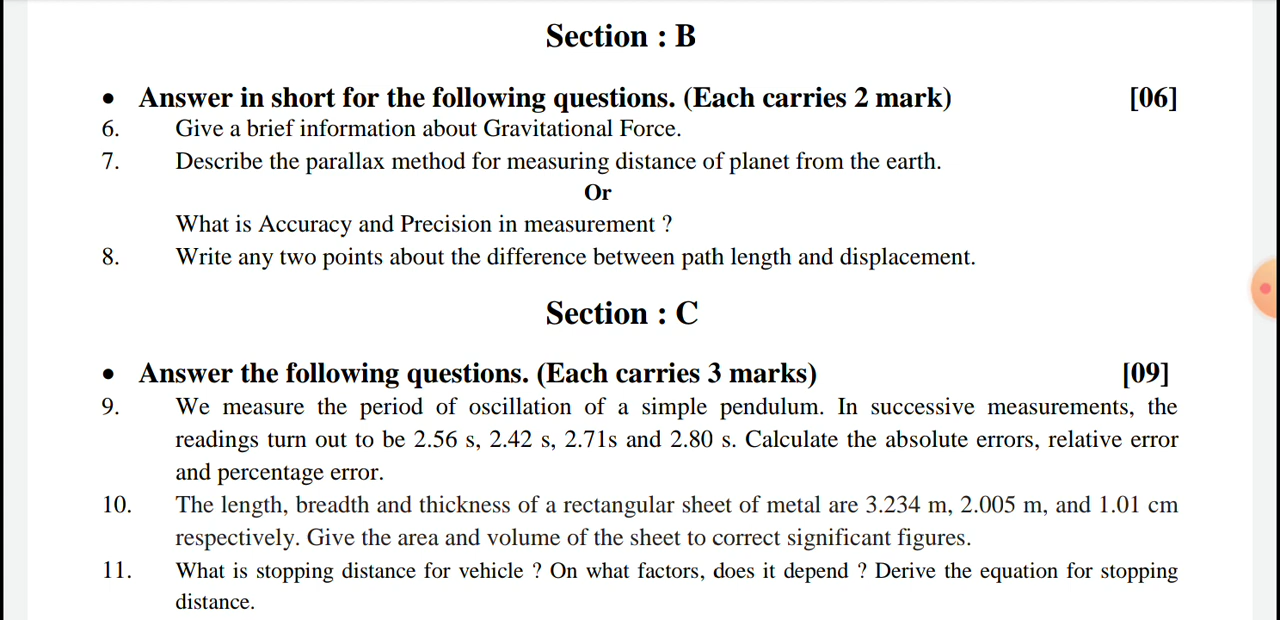 Section : B
• Answer in short for the following questions. (Each carries 2 mark) [06]
6. Give a brief information about Gravitational Force.
7. Describe the parallax method for measuring distance of planet from the earth.
Or
What is Accuracy and Precision in measurement ?
8. Write any two points about the difference between path length and displacement.
Section : C
• Answer the following questions. (Each carries 3 marks) [09]
9. We measure the period of oscillation of a simple pendulum. In successive measurements, the
readings turn out to be 2.56 s, 2.42 s, 2.71s and 2.80 s. Calculate the absolute errors, relative error
and percentage error.
10. The length, breadth and thickness of a rectangular sheet of metal are 3.234 m, 2.005 m, and 1.01 cm
respectively. Give the area and volume of the sheet to correct significant figures.
11. What is stopping distance for vehicle ? On what factors, does it depend ? Derive the equation for stopping
distance.